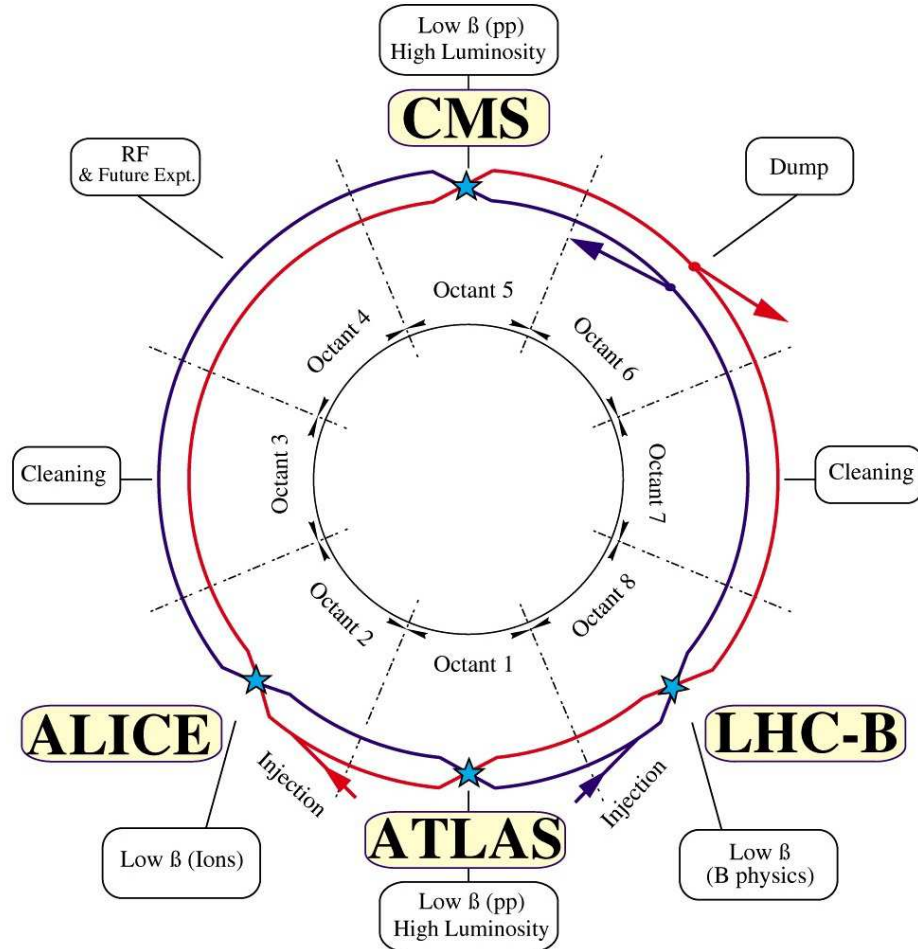 Low ß (pp)
High Luminosity
CMS
RF
& Future Expt.
Dump
Octant 5
Octant 4
Octant 6
Cleaning
Octant 3
Octant 7
Cleaning
Octant 2
Octant 8
Octant 1
ALICE
LHC-B
Injection
Injection
ATLAS
Low ß (Ions)
Low ß
(B physics)
Low ß (pp)
High Luminosity